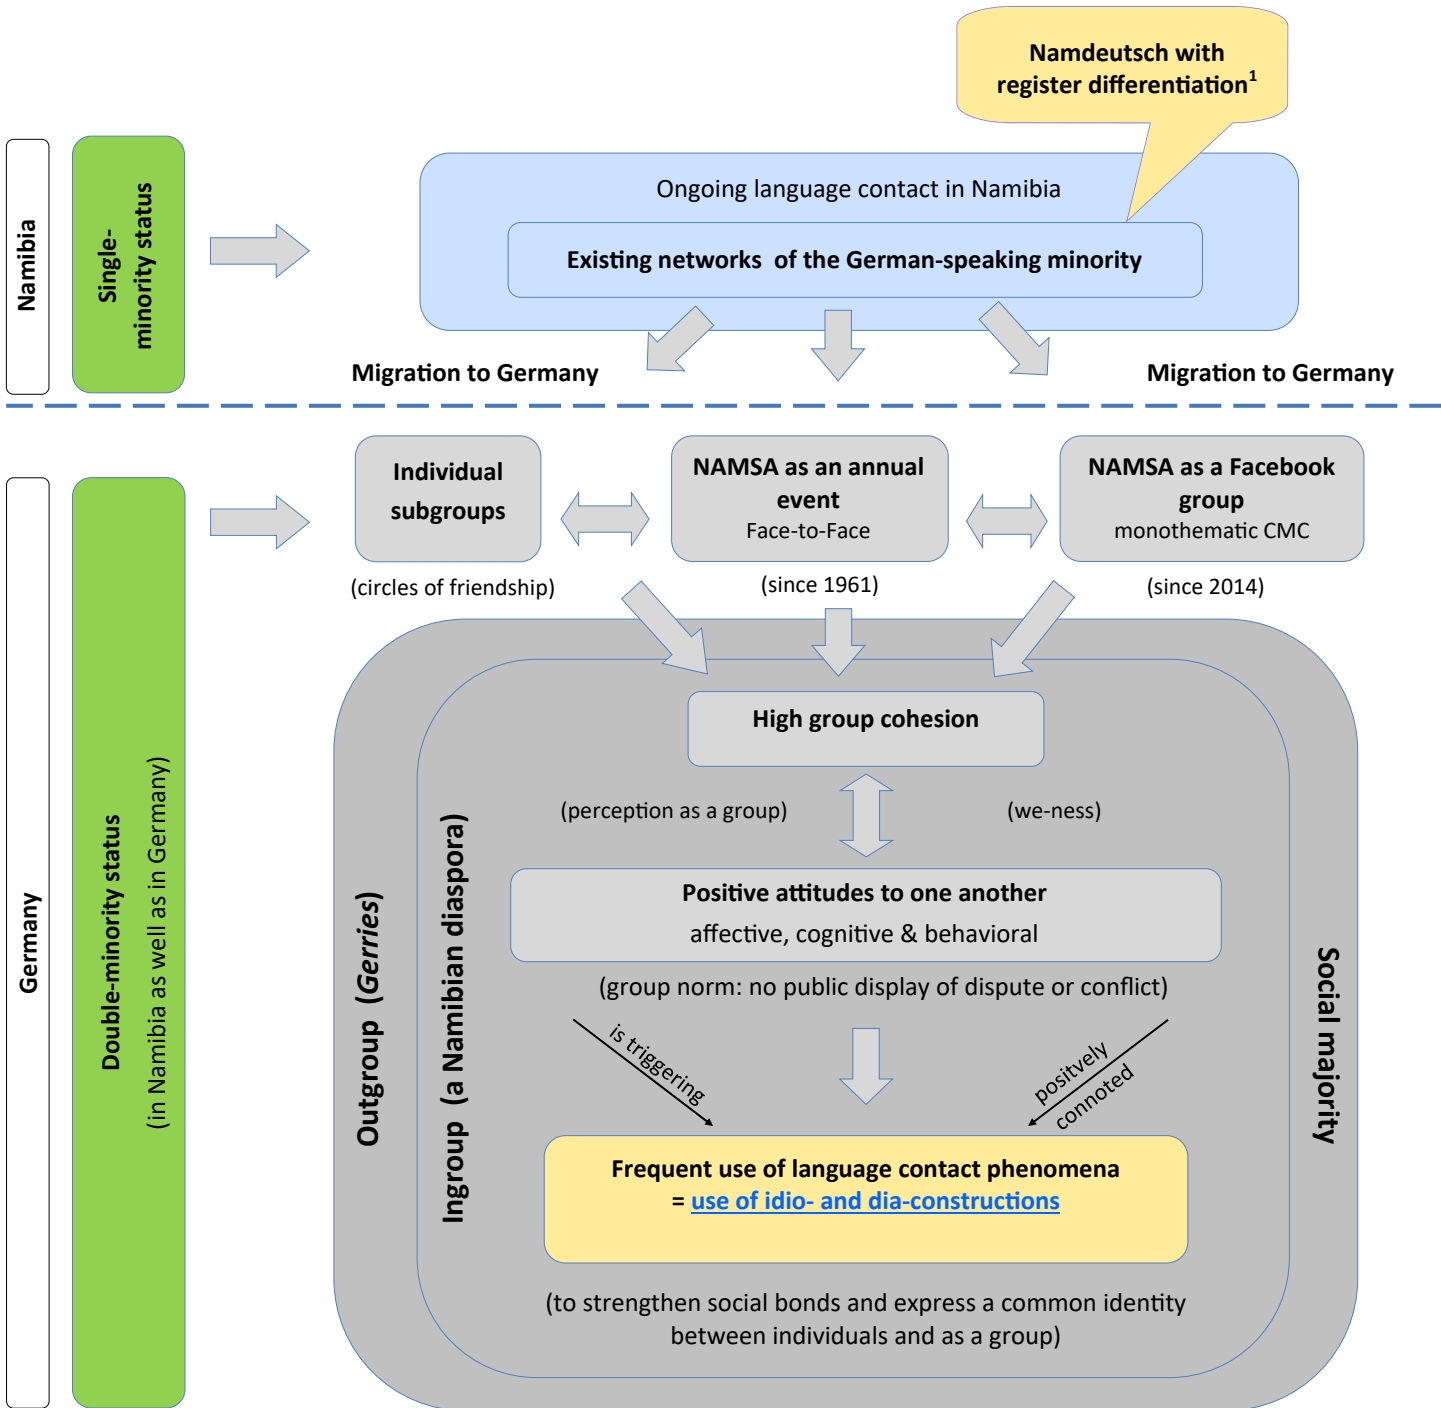 Namdeutsch with
register differentiation¹
Namibia
Single-
minority status
Ongoing language contact in Namibia
Existing networks of the German-speaking minority
Migration to Germany
Migration to Germany
Germany
Double-minority status
(in Namibia as well as in Germany)
Individual
subgroups
(circles of friendship)
NAMSA as an annual
event
Face-to-Face
(since 1961)
NAMSA as a Facebook
group
monothematic CMC
(since 2014)
Outgroup (Gerries)
Ingroup (a Namibian diaspora)
Social majority
High group cohesion
(perception as a group)
(we-ness)
Positive attitudes to one another
affective, cognitive & behavioral
(group norm: no public display of dispute or conflict)
is triggering
positvely
connoted
Frequent use of language contact phenomena
= use of idio- and dia-constructions
(to strengthen social bonds and express a common identity
between individuals and as a group)